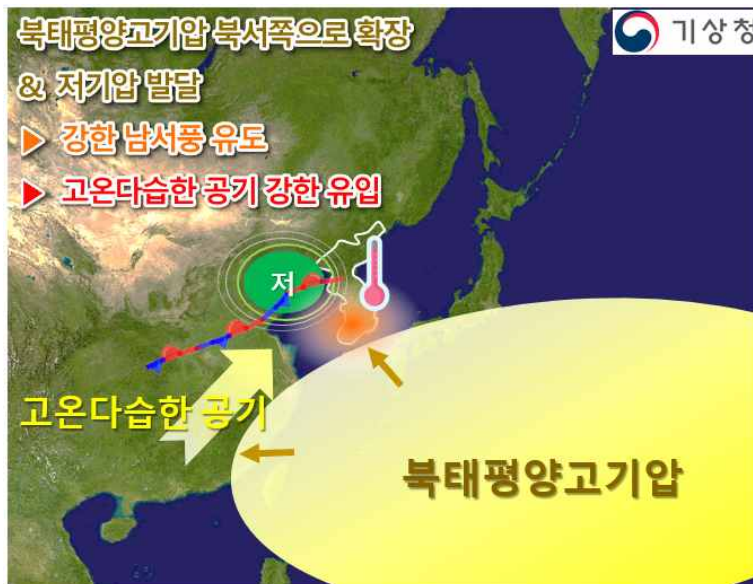 북태평양고기압 북서쪽으로 확장
& 저기압 발달
▶ 강한 남서풍 유도
▶ 고온다습한 공기 강한 유입
기상청
저
고온다습한 공기
북태평양고기압